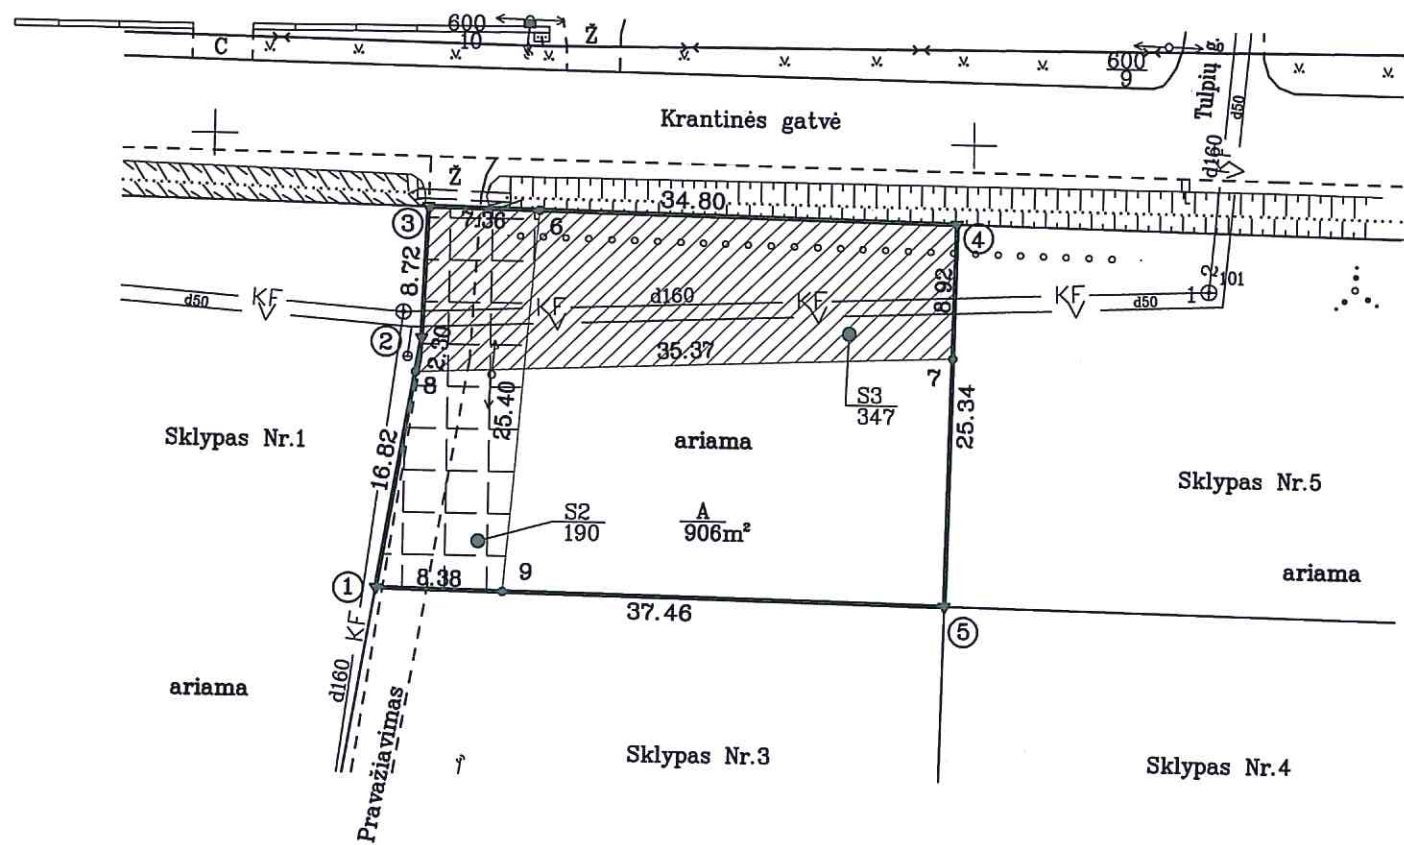 600
10
C
Ž
600
9
Tulpių g.
d50
d160
Krantinės gatvė
Ž
3
7.36
6
34.80
4
8.72
8.92
2
1
101
KF
d50
KF
d160
KF
KF
d50
2
2.30
35.37
7
8
S3
347
25.40
25.34
16.82
Sklypas Nr.1
ariama
Sklypas Nr.5
S2
190
A
906m²
ariama
1
8.38
9
37.46
5
KF
d160
ariama
Pravažiavimas
Sklypas Nr.3
Sklypas Nr.4